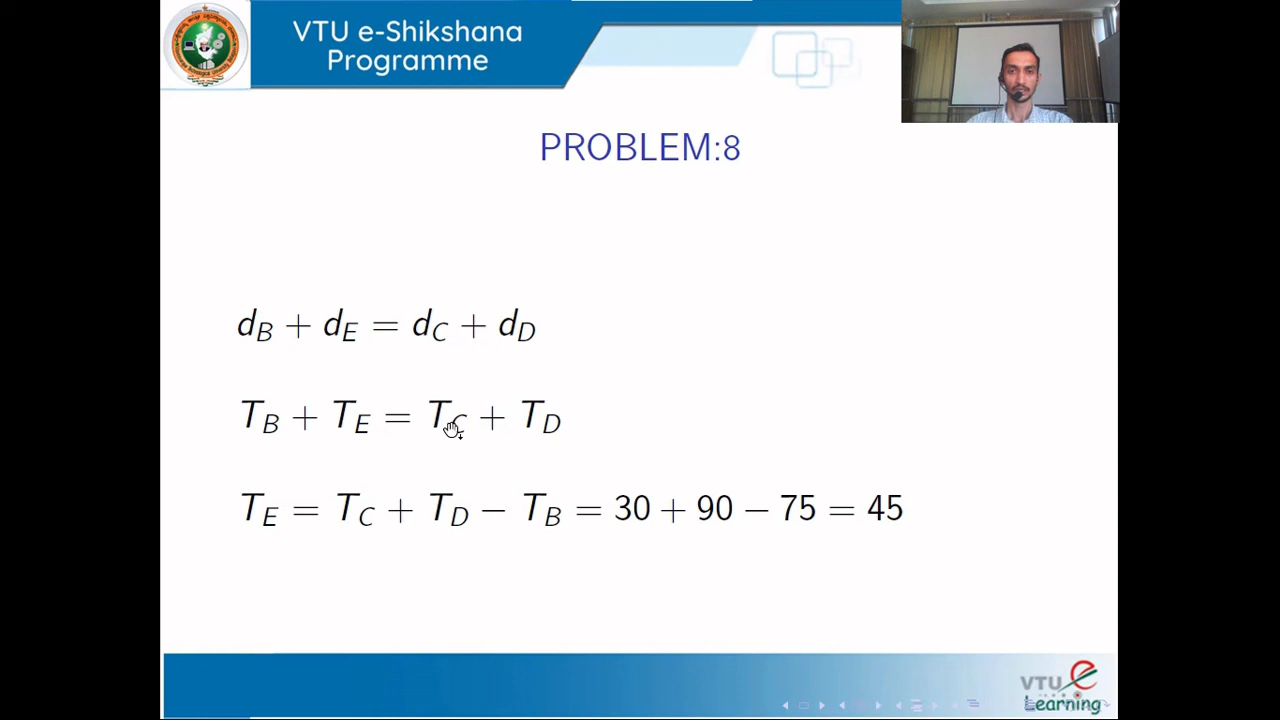 VTU e-Shikshana
Programme
PROBLEM:8
d_B + d_E = d_C + d_D
T_B + T_E = T_C + T_D
T_E = T_C + T_D − T_B = 30 + 90 − 75 = 45
VTU e
Learning